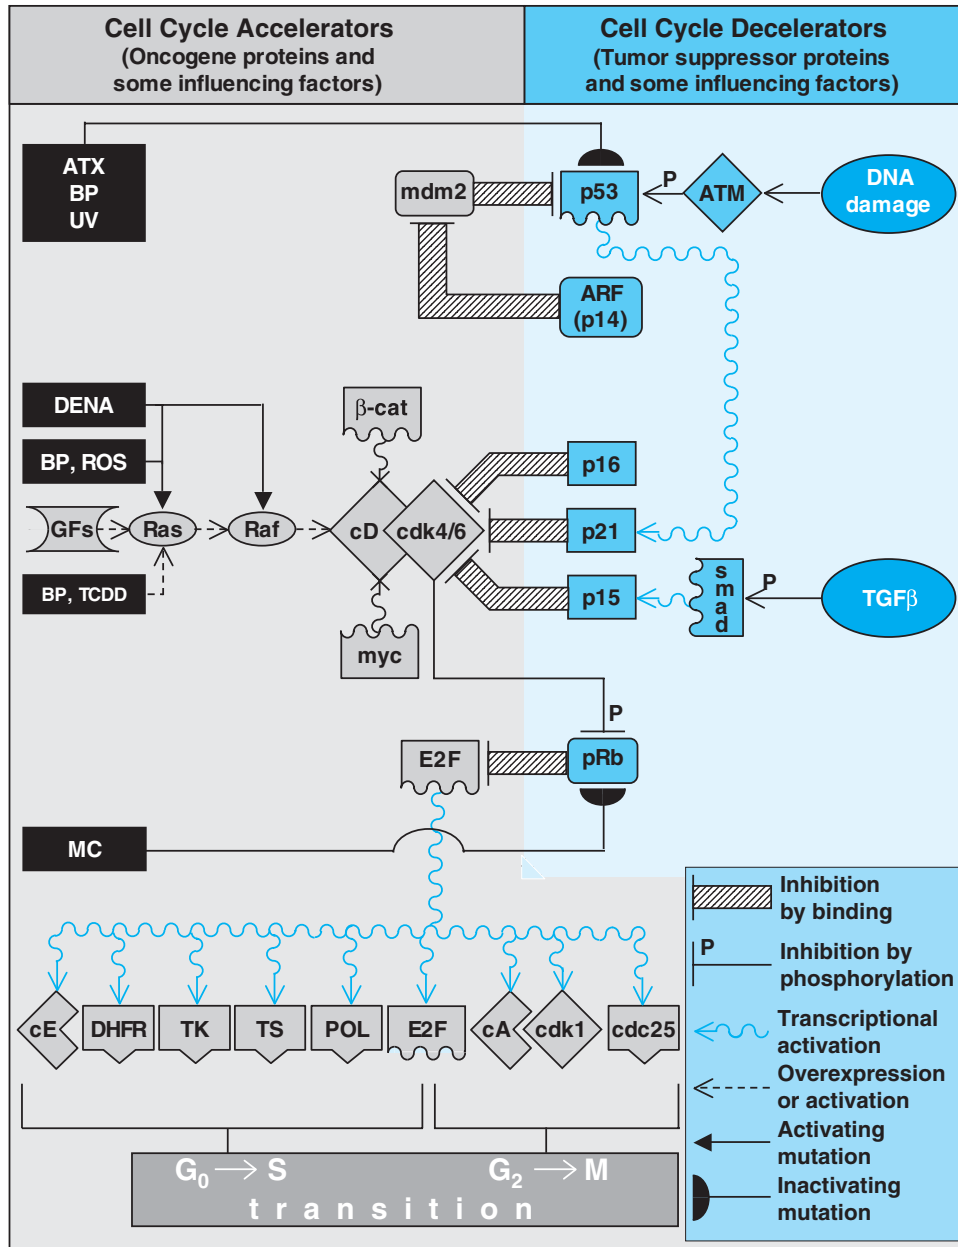 Cell Cycle Accelerators
(Oncogene proteins and
some influencing factors)
Cell Cycle Decelerators
(Tumor suppressor proteins
and some influencing factors)
ATX
BP
UV
mdm2
p53
P
ATM
DNA
damage
ARF
(p14)
DENA
β-cat
BP, ROS
p16
GFs
Ras
Raf
cD
cdk4/6
p21
BP, TCDD
p15
smad
P
TGFβ
myc
P
E2F
pRb
MC
Inhibition
by binding
P
Inhibition by
phosphorylation
Transcriptional
activation
Overexpression
or activation
Activating
mutation
Inactivating
mutation
cE
DHFR
TK
TS
POL
E2F
cA
cdk1
cdc25
G0 → S
G2 → M
transition